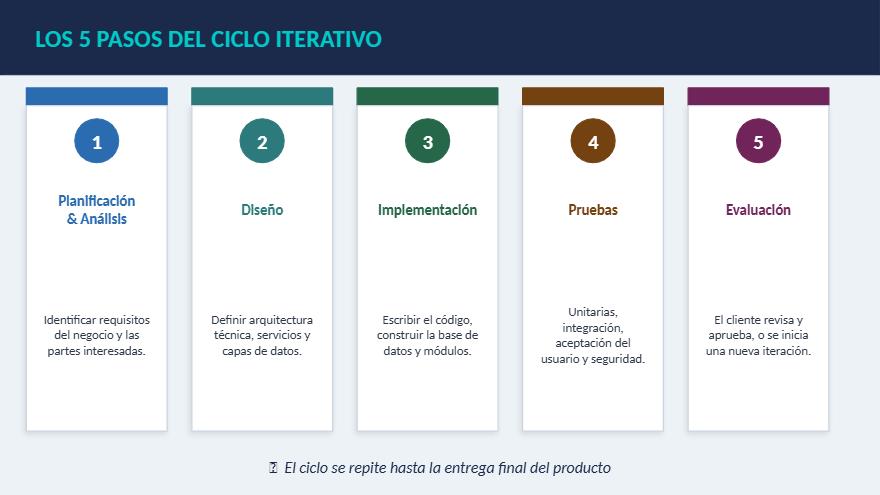 LOS 5 PASOS DEL CICLO ITERATIVO
1
Planificación
& Análisis
Identificar requisitos
del negocio y las
partes interesadas.
2
Diseño
Definir arquitectura
técnica, servicios y
capas de datos.
3
Implementación
Escribir el código,
construir la base de
datos y módulos.
4
Pruebas
Unitarias,
integración,
aceptación del
usuario y seguridad.
5
Evaluación
El cliente revisa y
aprueba, o se inicia
una nueva iteración.
El ciclo se repite hasta la entrega final del producto